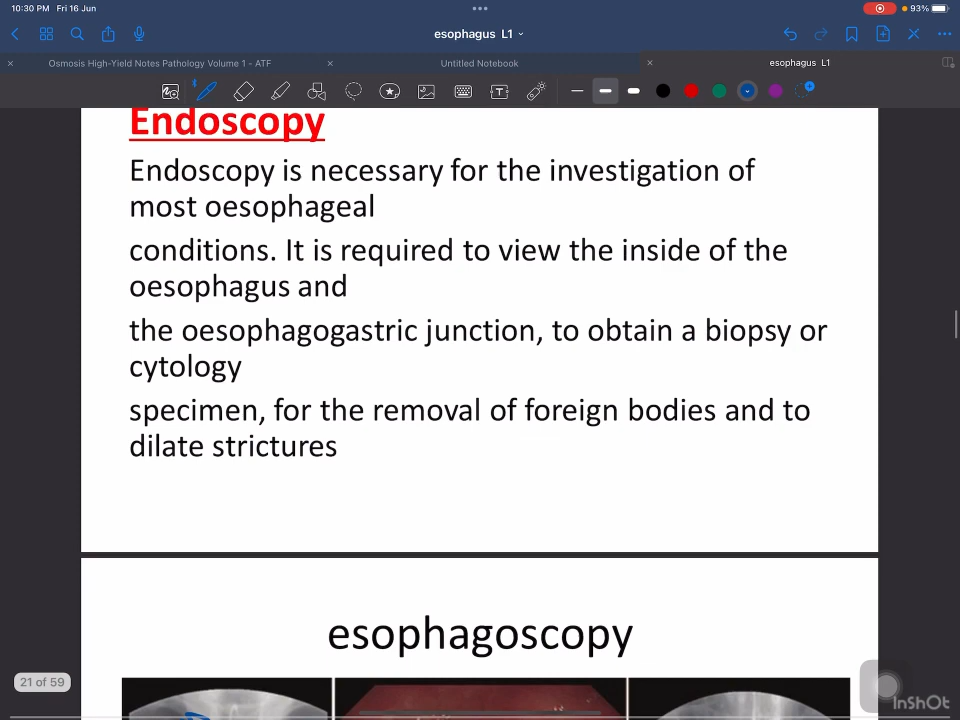 10:30 PM Fri 16 Jun
93%
esophagus L1
Osmosis High-Yield Notes Pathology Volume 1 - ATF
Untitled Notebook
esophagus L1
Endoscopy
Endoscopy is necessary for the investigation of
most oesophageal
conditions. It is required to view the inside of the
oesophagus and
the oesophagogastric junction, to obtain a biopsy or
cytology
specimen, for the removal of foreign bodies and to
dilate strictures
esophagoscopy
21 of 59
InShOt